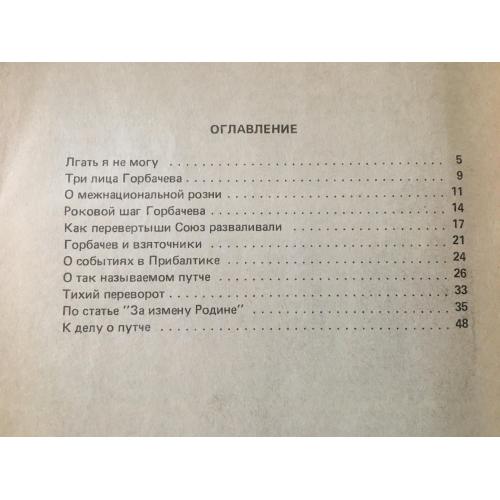 ОГЛАВЛЕНИЕ
Лгать я не могу . . . . . . . . . . . . . . . . . . . . . . . . . . . . 5
Три лица Горбачева . . . . . . . . . . . . . . . . . . . . . . . . . . 9
О межнациональной розни . . . . . . . . . . . . . . . . . . . . . . 11
Роковой шаг Горбачева . . . . . . . . . . . . . . . . . . . . . . . 14
Как перевертыши Союз разваливали . . . . . . . . . . . . . . . 17
Горбачев и взяточники . . . . . . . . . . . . . . . . . . . . . . . . 21
О событиях в Прибалтике . . . . . . . . . . . . . . . . . . . . . . 24
О так называемом путче . . . . . . . . . . . . . . . . . . . . . . . 26
Тихий переворот . . . . . . . . . . . . . . . . . . . . . . . . . . . . 33
По статье "За измену Родине" . . . . . . . . . . . . . . . . . . . 35
К делу о путче . . . . . . . . . . . . . . . . . . . . . . . . . . . . . 48